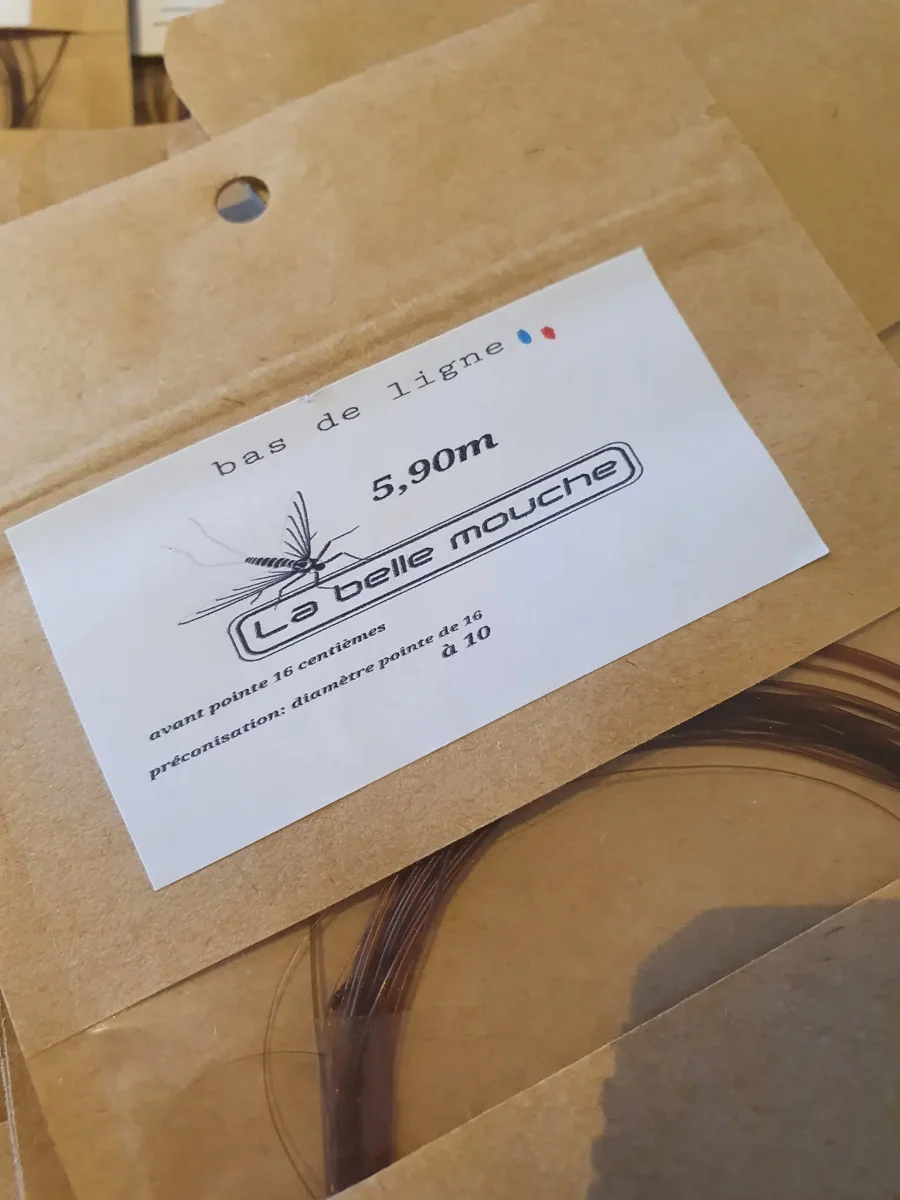 bas de ligne
5,90m
La belle mouche
avant pointe 16 centièmes
préconisation: diamètre pointe de 16
à 10